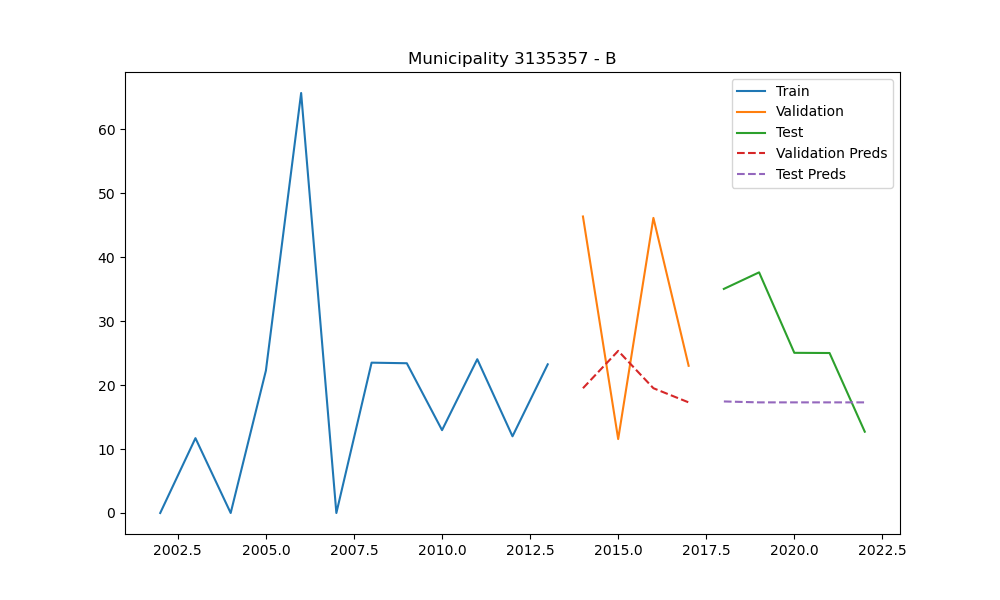 Municipality 3135357 - B
Train
Validation
Test
Validation Preds
Test Preds
60
50
40
30
20
10
0
2002.5 2005.0 2007.5 2010.0 2012.5 2015.0 2017.5 2020.0 2022.5